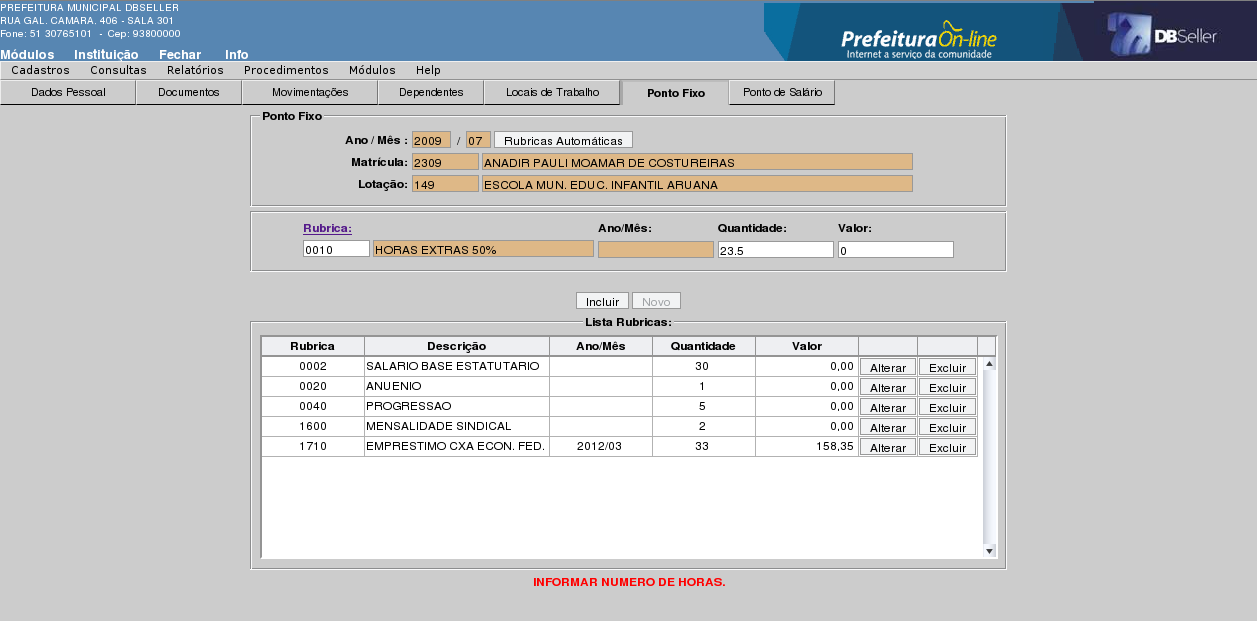 PREFEITURA MUNICIPAL DBSELLER
RUA GAL. CAMARA. 406 - SALA 301
Fone: 51 30765101 - Cep: 93800000
PrefeituraOn-line
Internet a serviço da comunidade
DBSeller
Módulos Instituição Fechar Info
Cadastros Consultas Relatórios Procedimentos Módulos Help
Dados Pessoal Documentos Movimentações Dependentes Locais de Trabalho Ponto Fixo Ponto de Salário
Ponto Fixo
Ano / Mês : 2009 / 07 Rubricas Automáticas
Matrícula: 2309 ANADIR PAULI MOAMAR DE COSTUREIRAS
Lotação: 149 ESCOLA MUN. EDUC. INFANTIL ARUANA
Rubrica: Ano/Mês: Quantidade: Valor:
0010 HORAS EXTRAS 50% 23.5 0
Incluir Novo
Lista Rubricas:
Rubrica Descrição Ano/Mês Quantidade Valor
0002 SALARIO BASE ESTATUTARIO 30 0,00 Alterar Excluir
0020 ANUENIO 1 0,00 Alterar Excluir
0040 PROGRESSAO 5 0,00 Alterar Excluir
1600 MENSALIDADE SINDICAL 2 0,00 Alterar Excluir
1710 EMPRESTIMO CXA ECON. FED. 2012/03 33 158,35 Alterar Excluir
INFORMAR NUMERO DE HORAS.